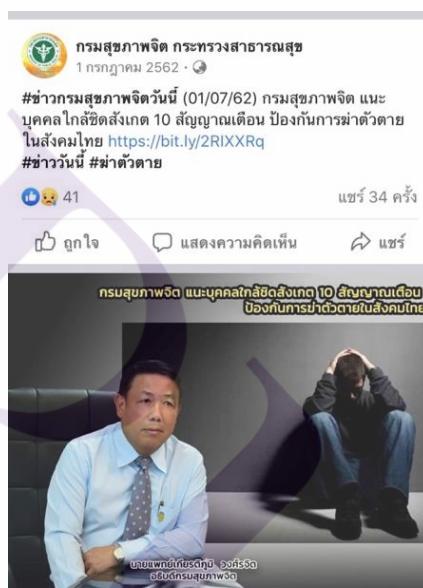 กรมสุขภาพจิต กระทรวงสาธารณสุข
1 กรกฎาคม 2562 ·
#ข่าวกรมสุขภาพจิตวันนี้ (01/07/62) กรมสุขภาพจิต แนะ
บุคคลใกล้ชิดสังเกต 10 สัญญาณเตือน ป้องกันการฆ่าตัวตาย
ในสังคมไทย https://bit.ly/2RIXXRq
#ข่าววันนี้ #ฆ่าตัวตาย
41
แชร์ 34 ครั้ง
ถูกใจ
แสดงความคิดเห็น
แชร์
กรมสุขภาพจิต แนะบุคคลใกล้ชิดสังเกต 10 สัญญาณเตือน
ป้องกันการฆ่าตัวตายในสังคมไทย
นายแพทย์เกียรติภูมิ วงศ์รจิต
อธิบดีกรมสุขภาพจิต